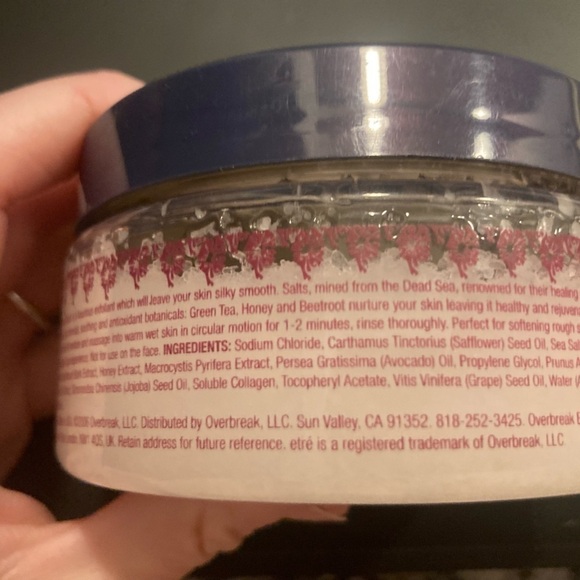 exfoliant which will leave your skin silky smooth. Salts, mined from the Dead Sea, renowned for their healing
and antioxidant botanicals: Green Tea, Honey and Beetroot nurture your skin leaving it healthy and
and massage into warm wet skin in circular motion for 1-2 minutes, rinse thoroughly. Perfect for softening rough
Not for use on the face. INGREDIENTS: Sodium Chloride, Carthamus Tinctorius (Safflower) Seed Oil, Sea
Extract, Honey Extract, Macrocystis Pyrifera Extract, Persea Gratissima (Avocado) Oil, Propylene Glycol, Prunus
Chinensis (Jojoba) Seed Oil, Soluble Collagen, Tocopheryl Acetate, Vitis Vinifera (Grape) Seed Oil, Water
Overbreak, LLC. Distributed by Overbreak, LLC. Sun Valley, CA 91352. 818-252-3425. Overbreak
UK. Retain address for future reference. etré is a registered trademark of Overbreak, LLC